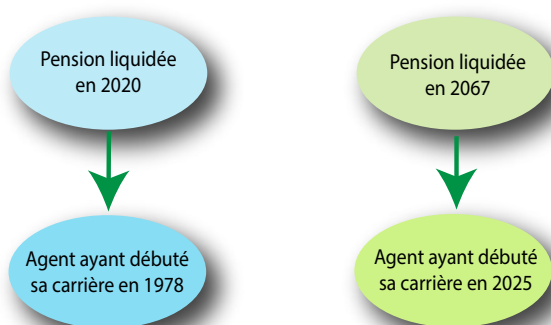 Pension liquidée
en 2020
Pension liquidée
en 2067
Agent ayant débuté
sa carrière en 1978
Agent ayant débuté
sa carrière en 2025